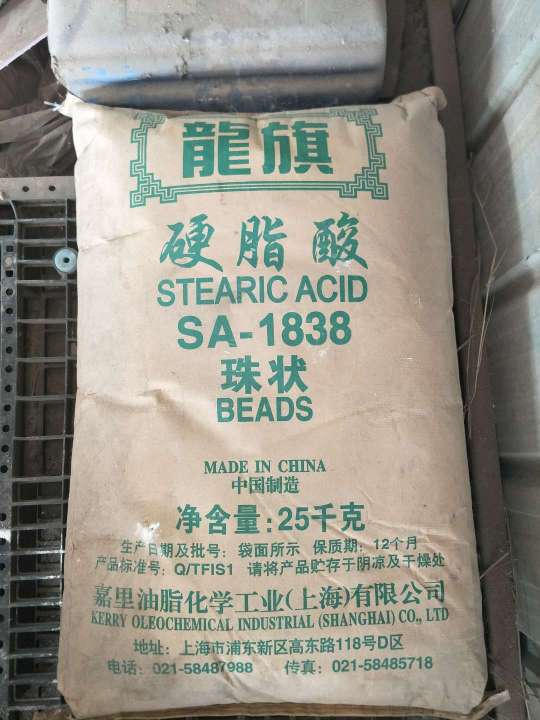 龍旗
硬脂酸
STEARIC ACID
SA-1838
珠状
BEADS
MADE IN CHINA
中国制造
净含量:25千克
生产日期及批号: 袋面所示 保质期: 12个月
产品标准号: Q/TFIS1 请将产品贮存于阴凉及干燥处
嘉里油脂化学工业(上海)有限公司
KERRY OLEOCHEMICAL INDUSTRIAL (SHANGHAI) CO., LTD
地址: 上海市浦东新区高东路118号D区
电话: 021-58487988 传真: 021-58485718